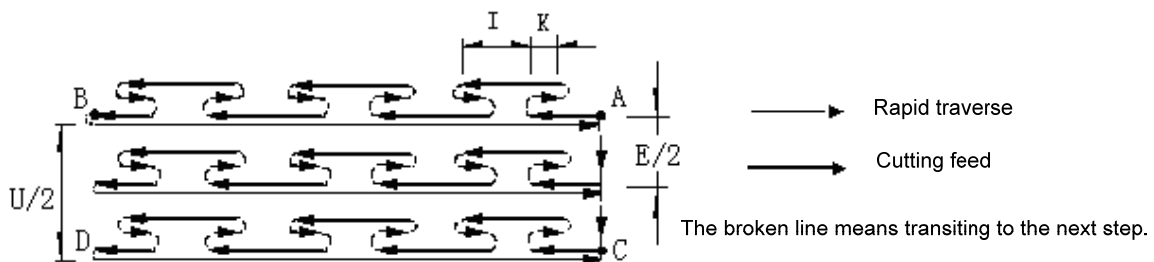 I
K
B
A
Rapid traverse
E/2
Cutting feed
U/2
D
C
The broken line means transiting to the next step.